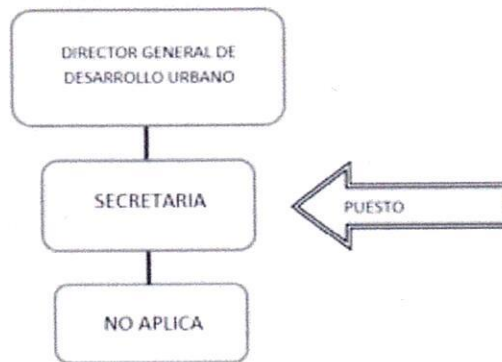 DIRECTOR GENERAL DE
DESARROLLO URBANO
SECRETARIA
PUESTO
NO APLICA